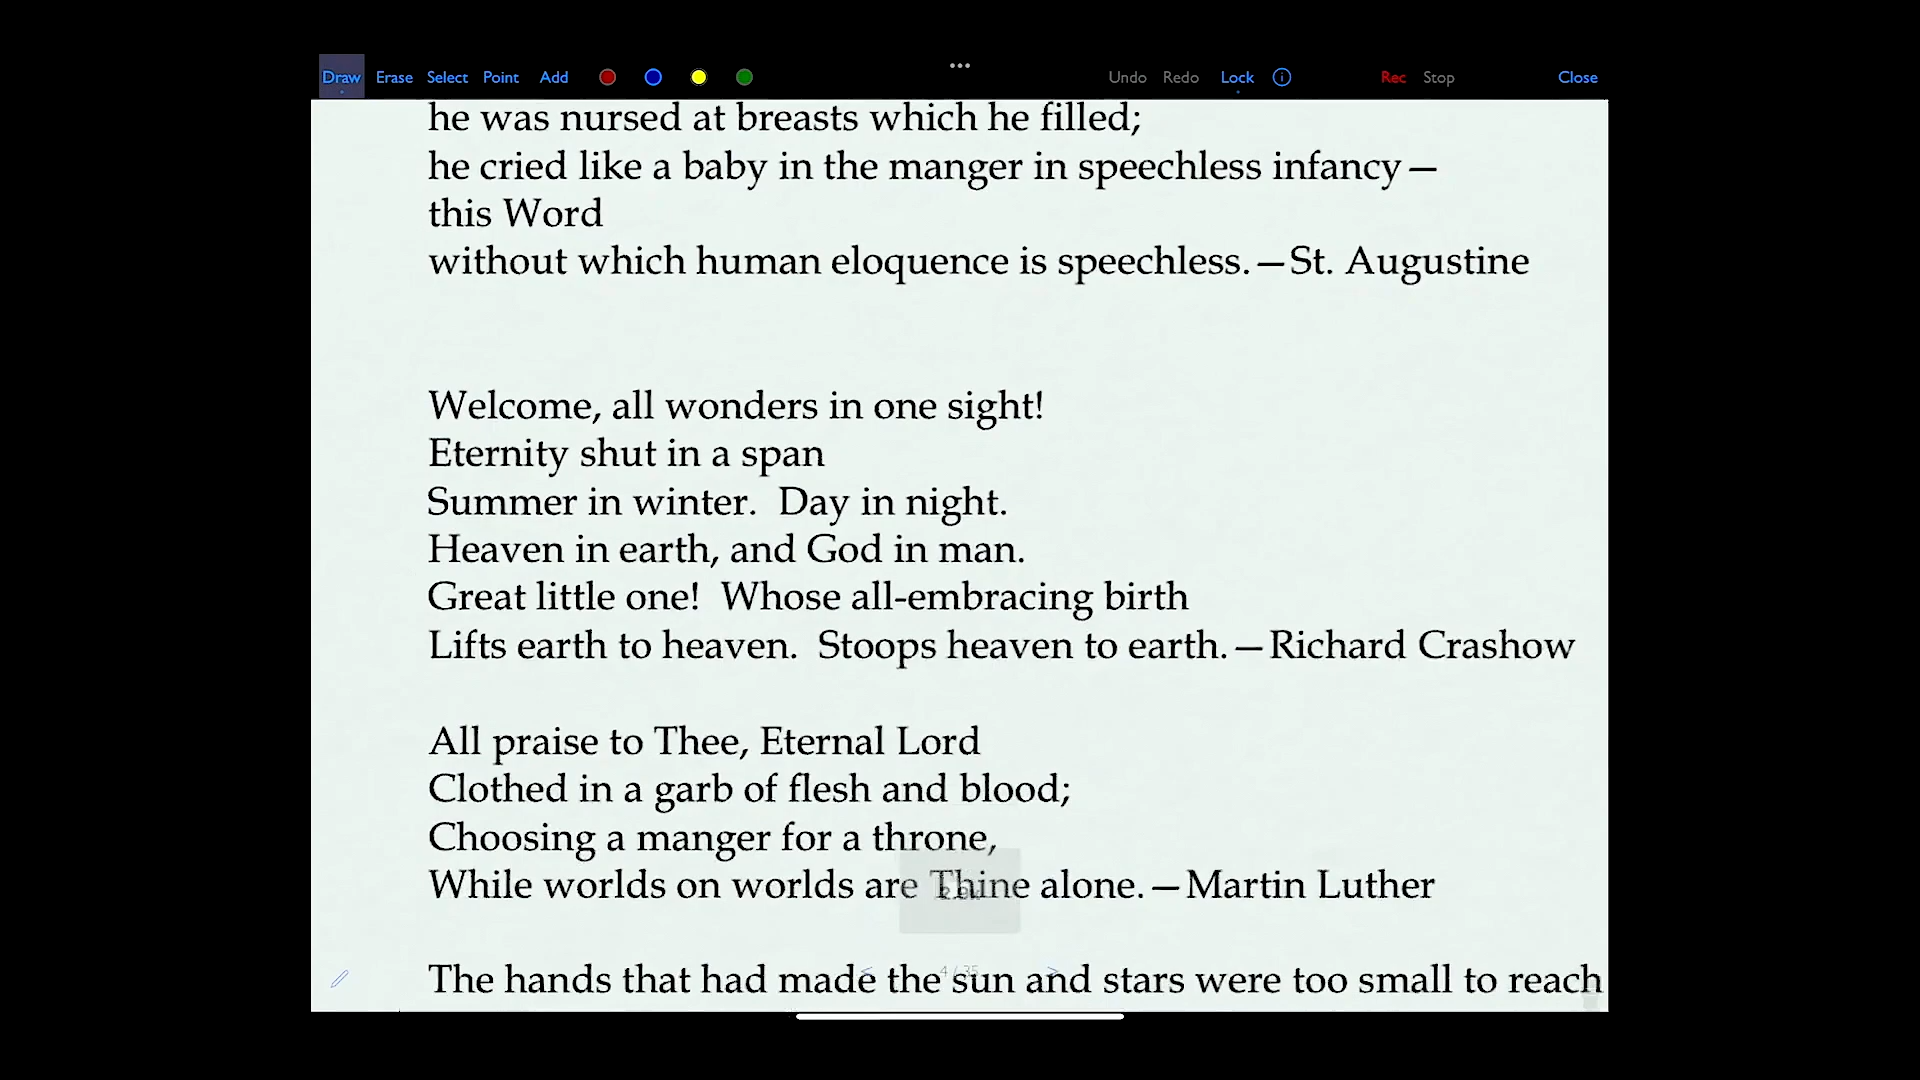 Draw Erase Select Point Add ... Undo Redo Lock Rec Stop Close
he was nursed at breasts which he filled;
he cried like a baby in the manger in speechless infancy—
this Word
without which human eloquence is speechless.—St. Augustine
Welcome, all wonders in one sight!
Eternity shut in a span
Summer in winter.  Day in night.
Heaven in earth, and God in man.
Great little one!  Whose all-embracing birth
Lifts earth to heaven.  Stoops heaven to earth.—Richard Crashow
All praise to Thee, Eternal Lord
Clothed in a garb of flesh and blood;
Choosing a manger for a throne,
While worlds on worlds are Thine alone.—Martin Luther
The hands that had made the sun and stars were too small to reach
< 4 / 35 >